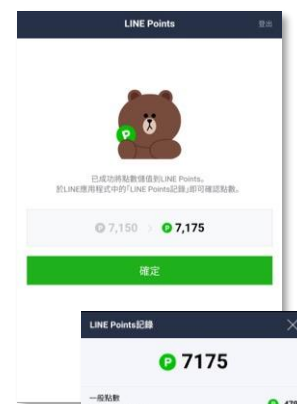 LINE Points
登出
已成功將點數儲值到LINE Points。
於LINE應用程式中的「LINE Points記錄」即可確認點數。
P 7,150 > P 7,175
確定
LINE Points記錄
P 7175
一般點數